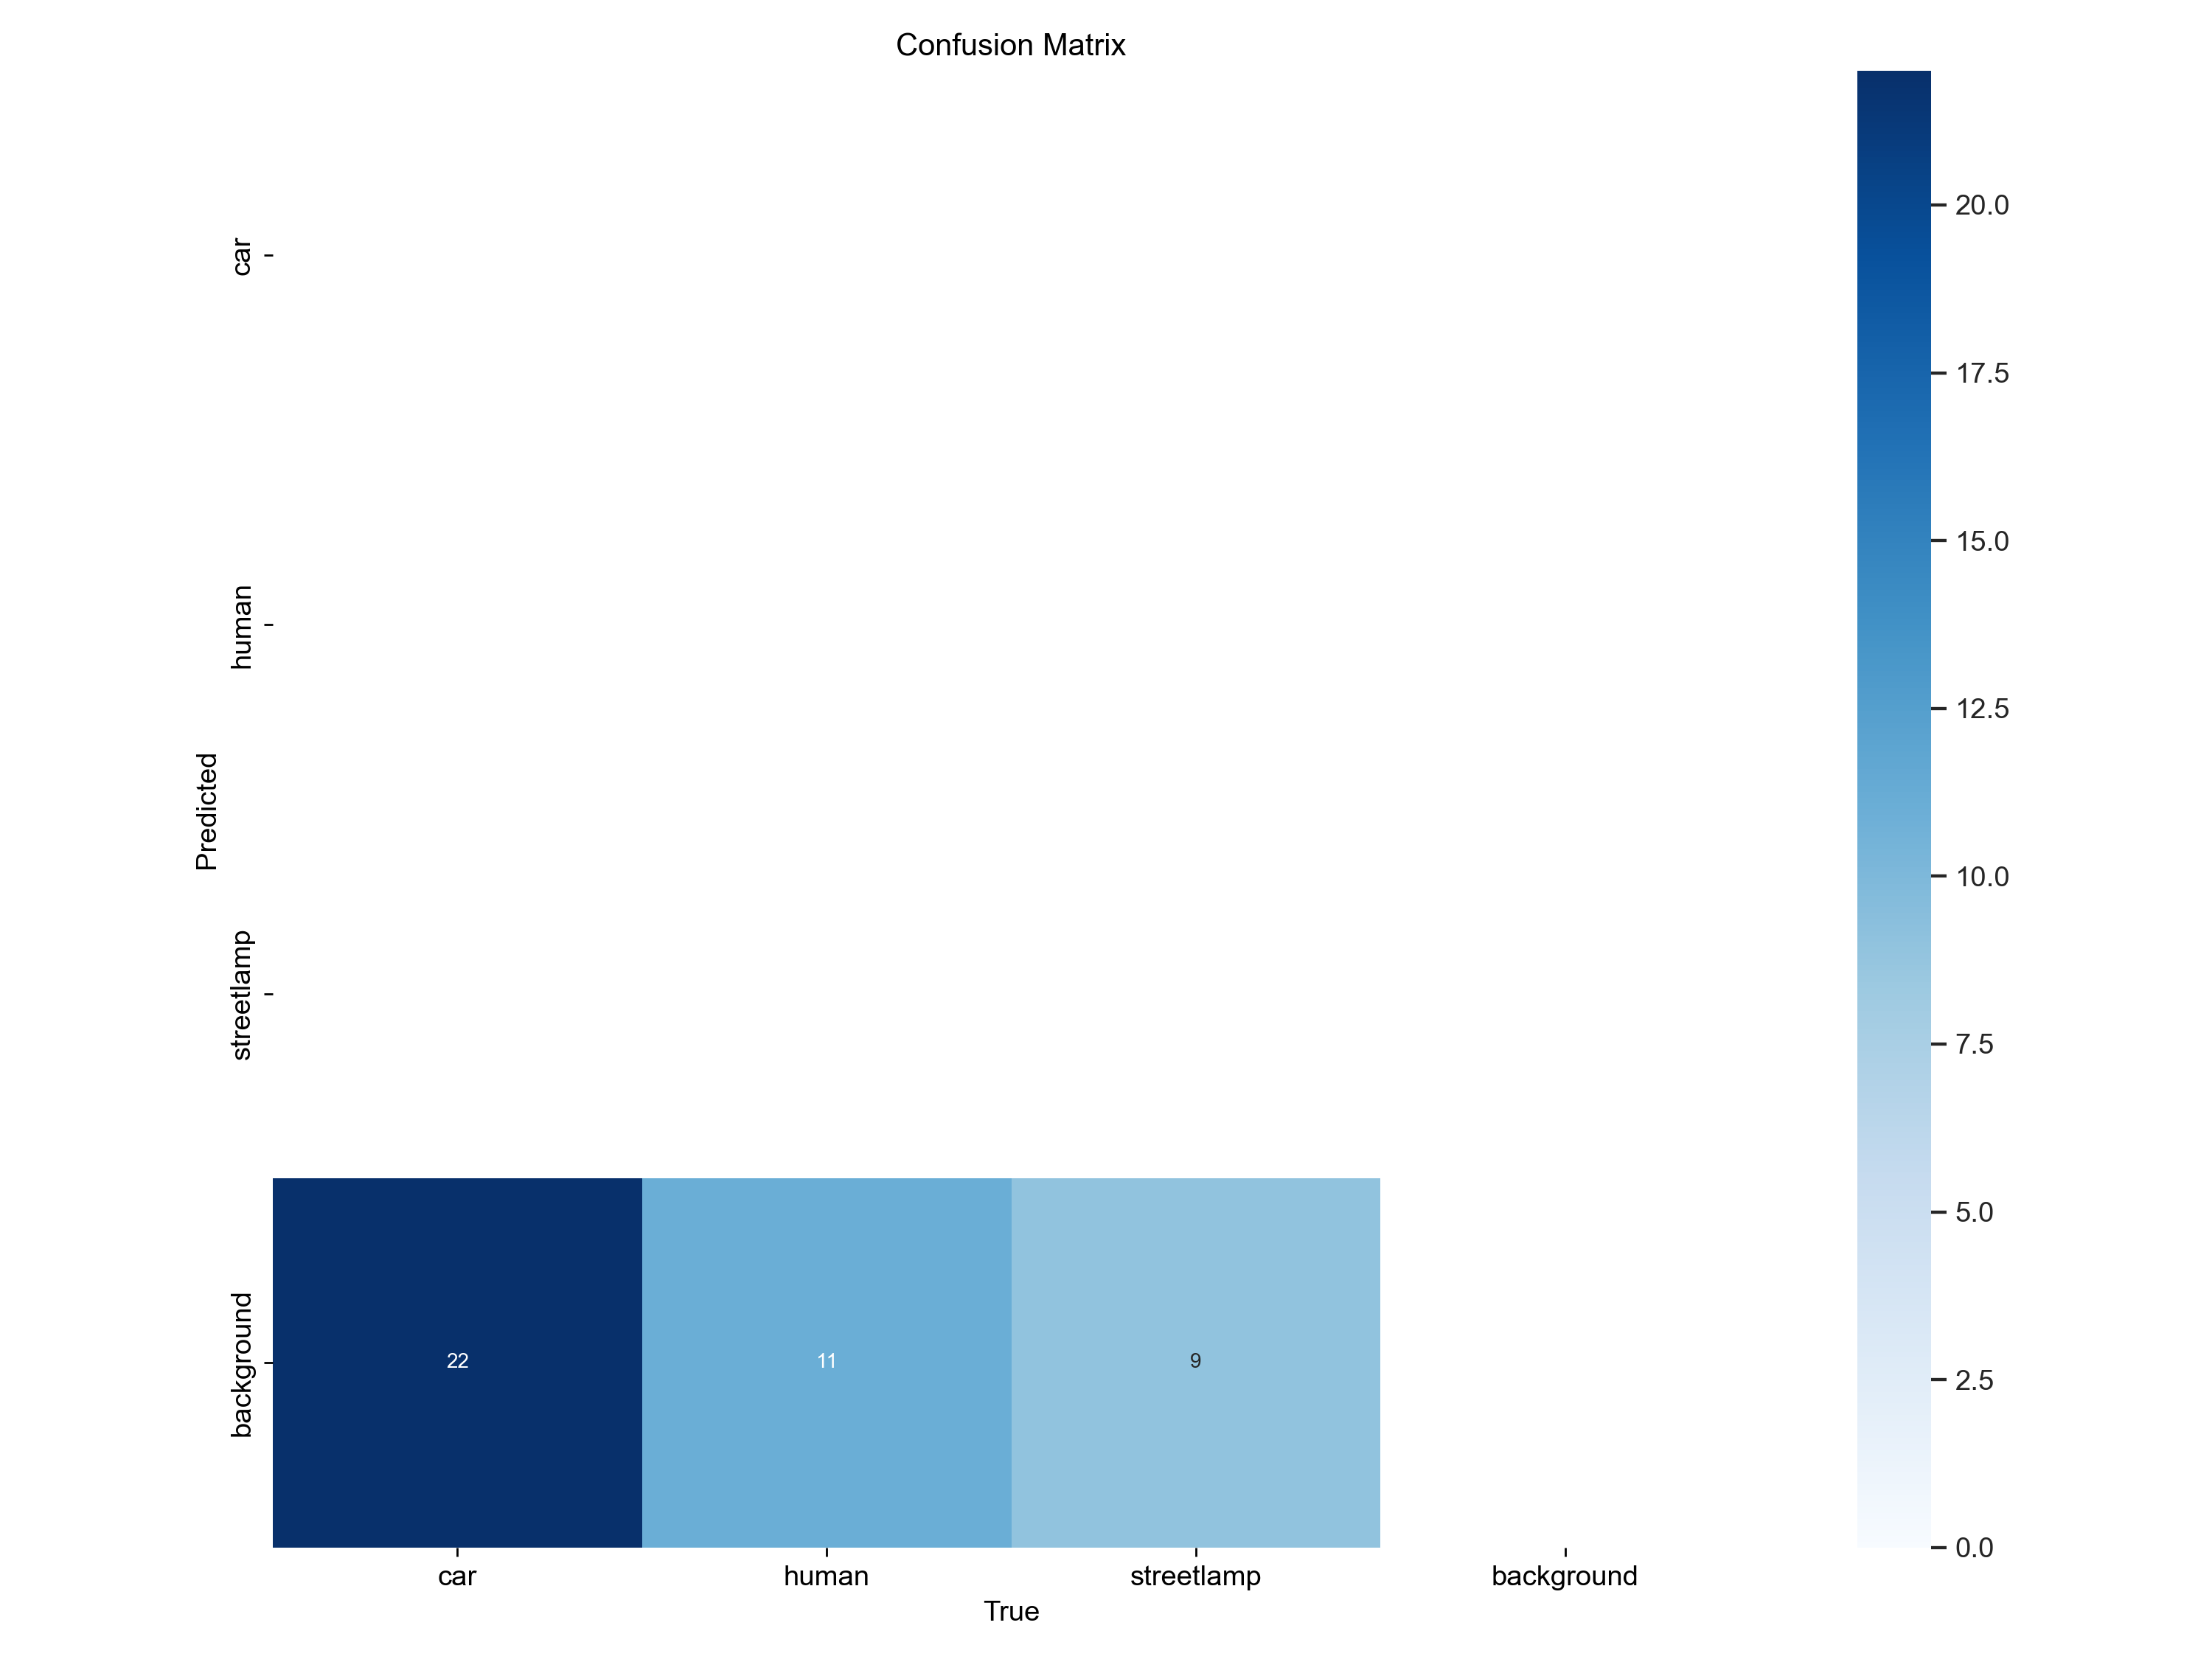 Confusion Matrix
car
human
streetlamp
background
Predicted
22
11
9
car
human
streetlamp
background
True
20.0
17.5
15.0
12.5
10.0
7.5
5.0
2.5
0.0